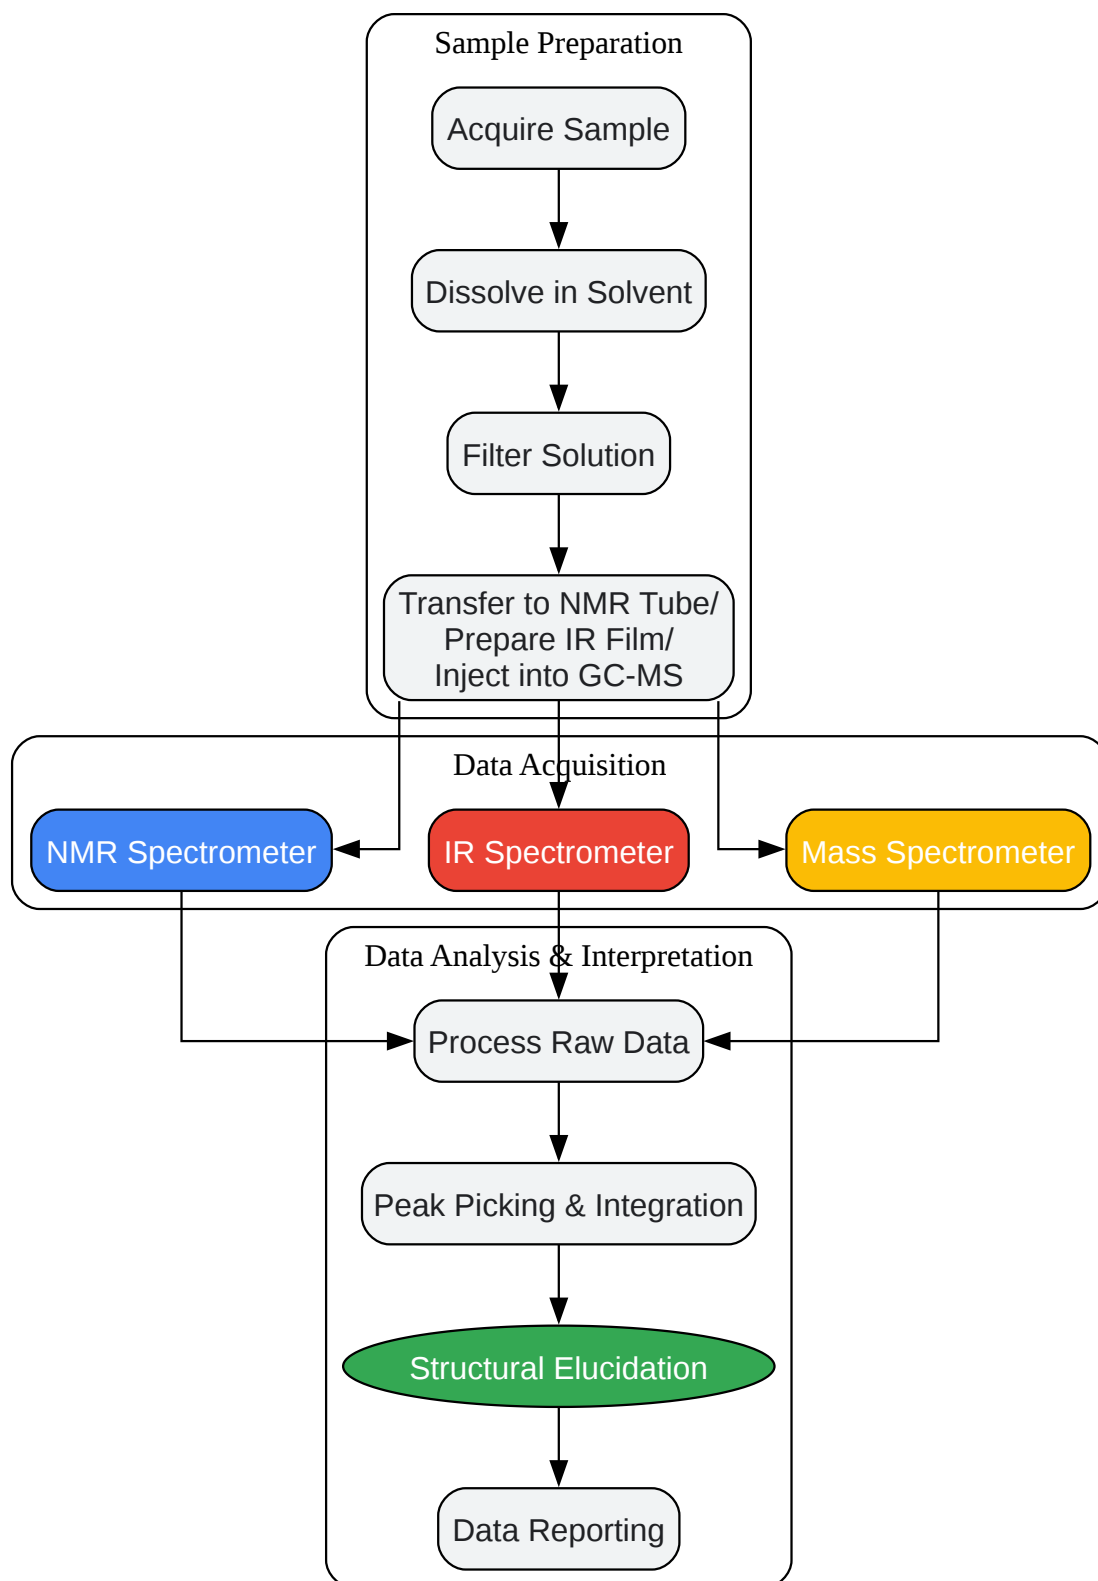 Sample Preparation
Acquire Sample
Dissolve in Solvent
Filter Solution
Transfer to NMR Tube/
Prepare IR Film/
Inject into GC-MS
Data Acquisition
NMR Spectrometer
IR Spectrometer
Mass Spectrometer
Data Analysis & Interpretation
Process Raw Data
Peak Picking & Integration
Structural Elucidation
Data Reporting